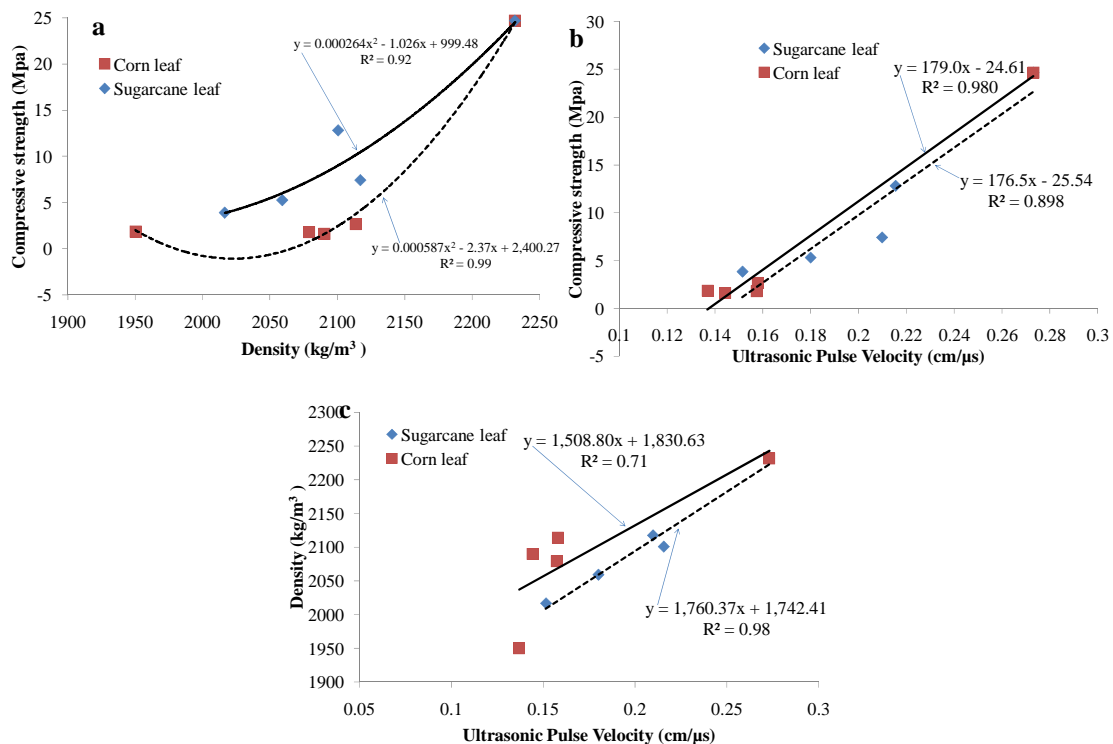 a
25
20
15
10
5
0
-5
1900
1950
2000
2050
2100
2150
2200
2250
Compressive strength (Mpa)
Density (kg/m³ )
Corn leaf
Sugarcane leaf
y = 0.000264x² - 1.026x + 999.48
R² = 0.92
y = 0.000587x² - 2.37x + 2,400.27
R² = 0.99
b
30
25
20
15
10
5
0
-5
0.1
0.12
0.14
0.16
0.18
0.2
0.22
0.24
0.26
0.28
0.3
Compressive strength (Mpa)
Ultrasonic Pulse Velocity (cm/µs)
Sugarcane leaf
Corn leaf
y = 179.0x - 24.61
R² = 0.980
y = 176.5x - 25.54
R² = 0.898
c
2300
2250
2200
2150
2100
2050
2000
1950
1900
0.05
0.1
0.15
0.2
0.25
0.3
Density (kg/m³ )
Ultrasonic Pulse Velocity (cm/µs)
Sugarcane leaf
Corn leaf
y = 1,508.80x + 1,830.63
R² = 0.71
y = 1,760.37x + 1,742.41
R² = 0.98